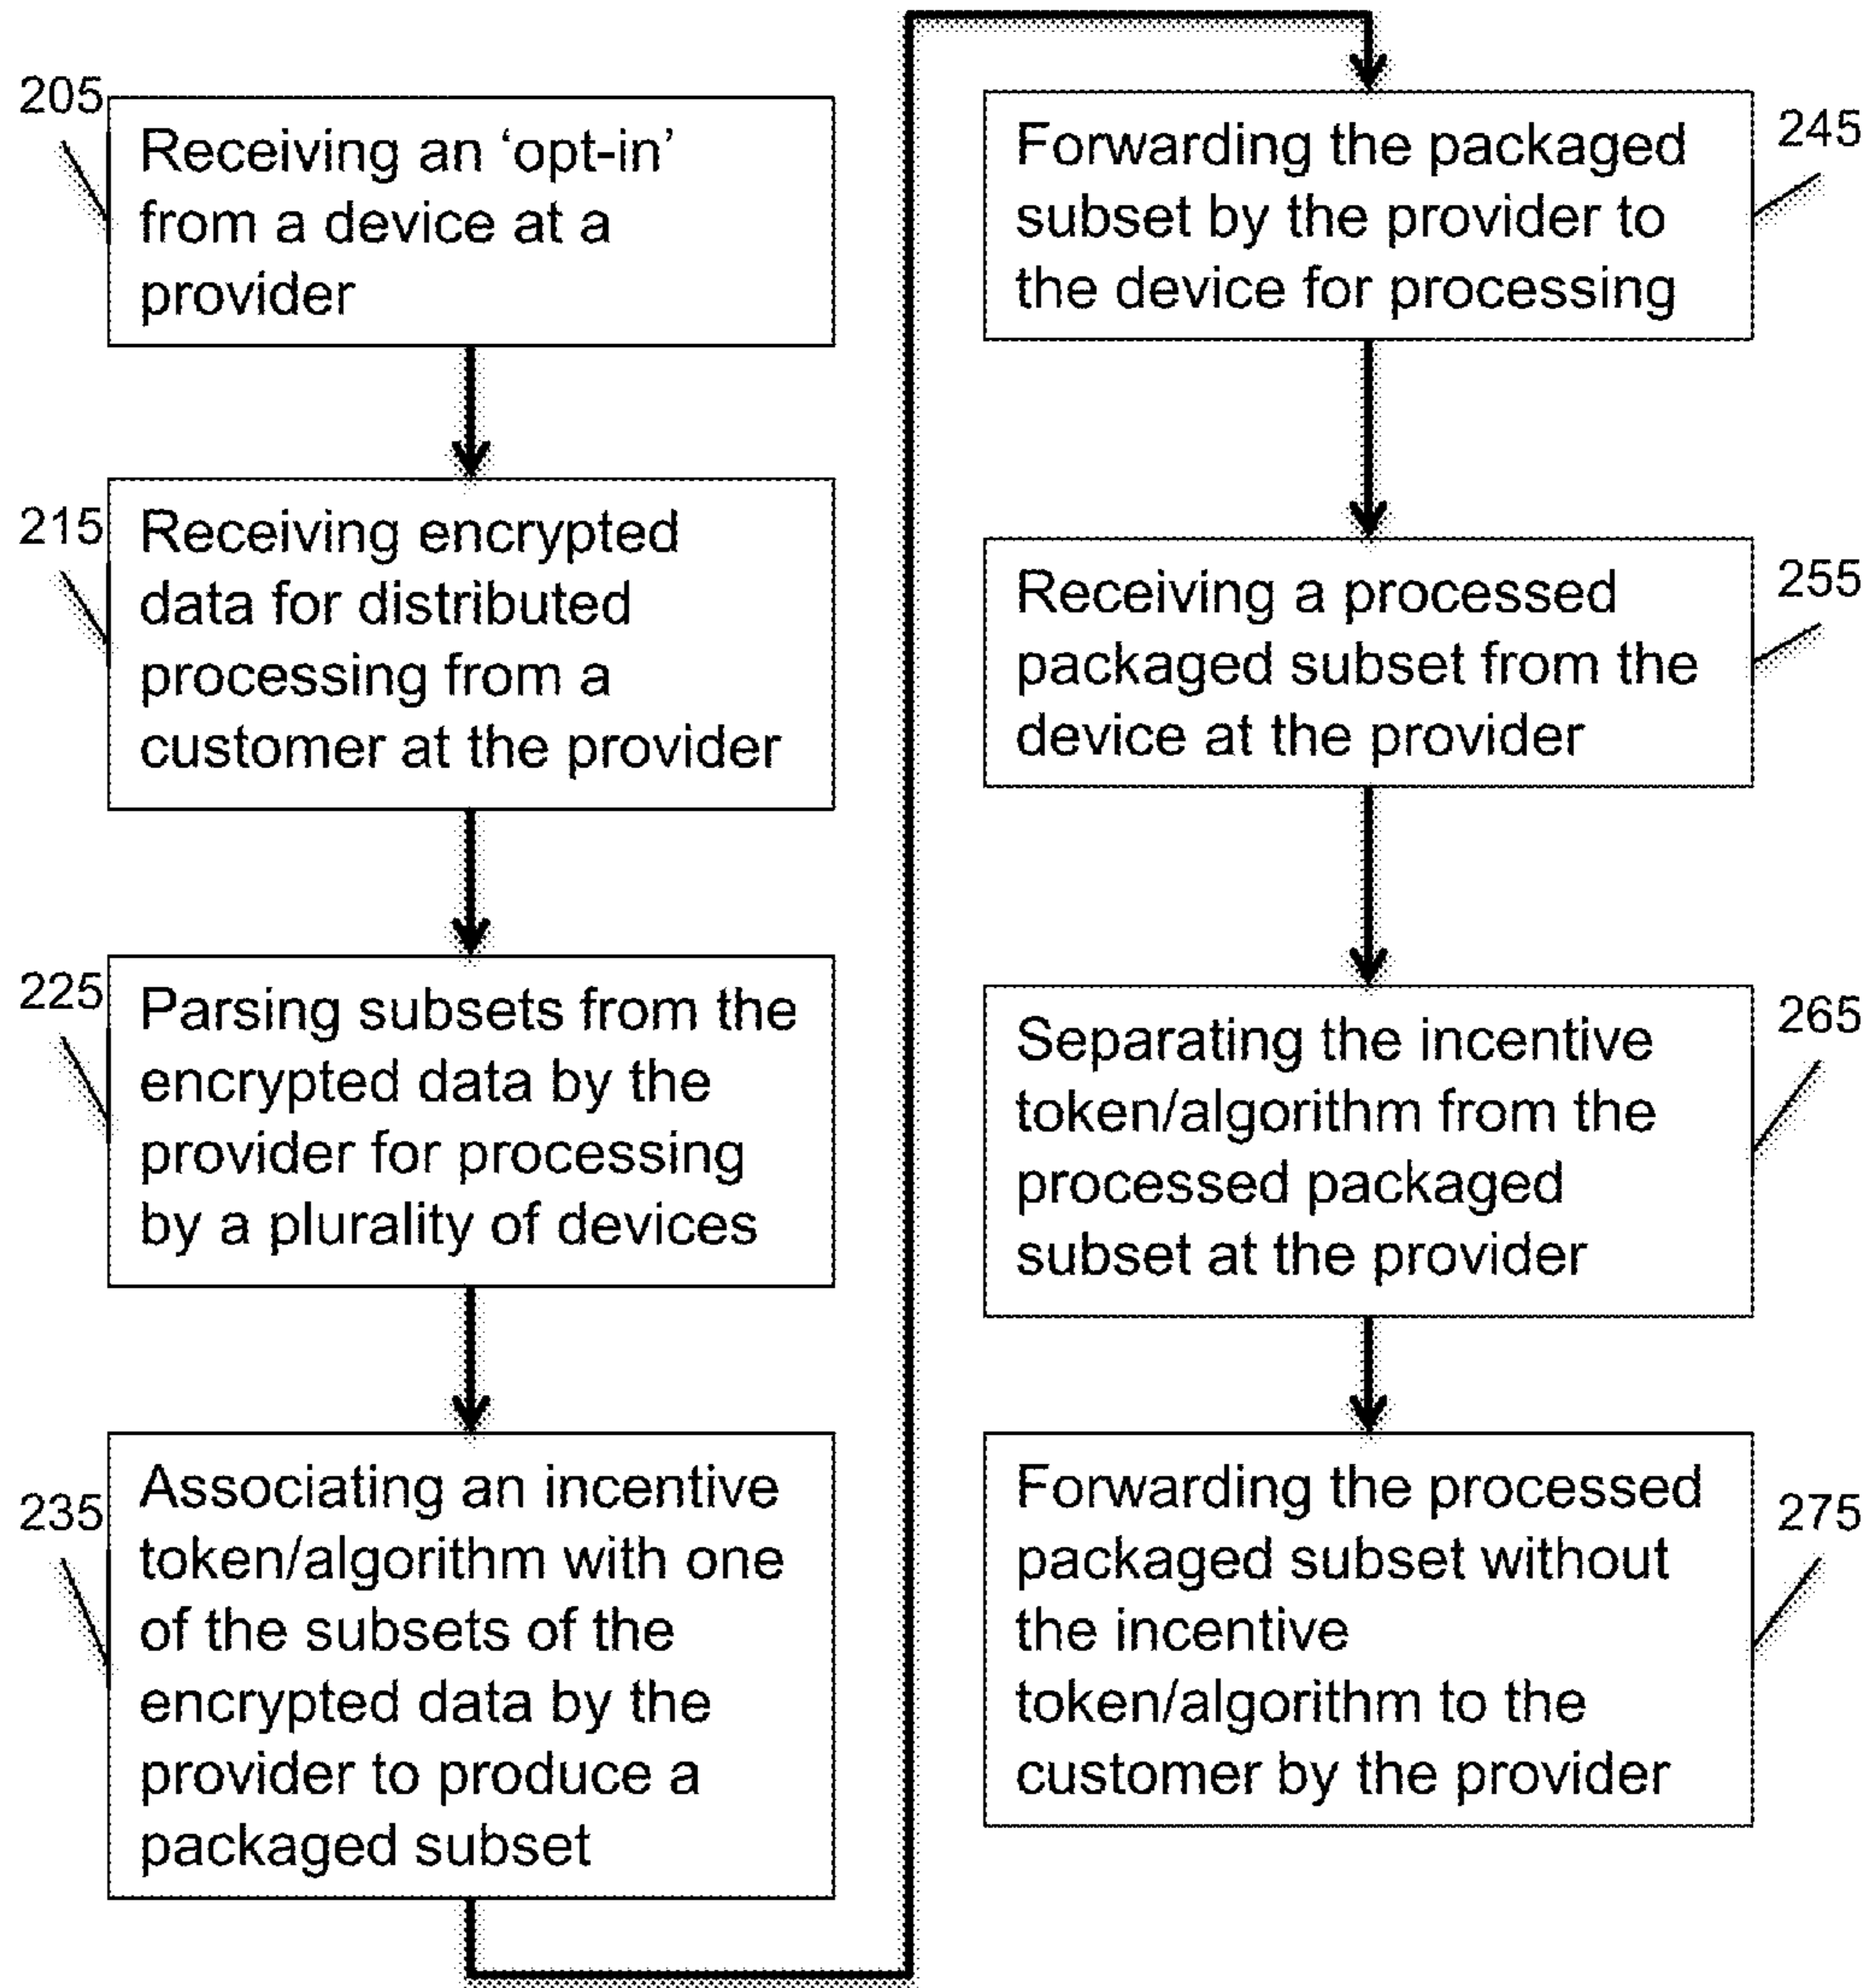 205
Receiving an ‘opt-in’
from a device at a
provider
215
Receiving encrypted
data for distributed
processing from a
customer at the provider
225
Parsing subsets from the
encrypted data by the
provider for processing
by a plurality of devices
235
Associating an incentive
token/algorithm with one
of the subsets of the
encrypted data by the
provider to produce a
packaged subset
245
Forwarding the packaged
subset by the provider to
the device for processing
255
Receiving a processed
packaged subset from the
device at the provider
265
Separating the incentive
token/algorithm from the
processed packaged
subset at the provider
275
Forwarding the processed
packaged subset without
the incentive
token/algorithm to the
customer by the provider